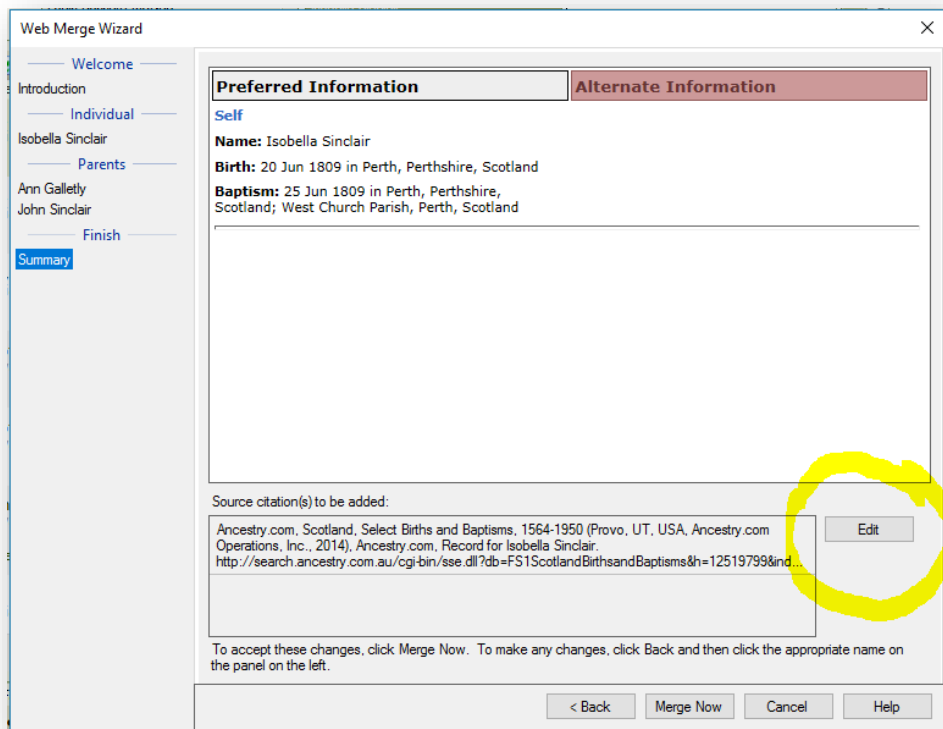 Web Merge Wizard
Welcome
Introduction
Individual
Isobella Sinclair
Parents
Ann Galletly
John Sinclair
Finish
Summary
Preferred Information
Alternate Information
Self
Name: Isobella Sinclair
Birth: 20 Jun 1809 in Perth, Perthshire, Scotland
Baptism: 25 Jun 1809 in Perth, Perthshire,
Scotland; West Church Parish, Perth, Scotland
Source citation(s) to be added:
Ancestry.com, Scotland, Select Births and Baptisms, 1564-1950 (Provo, UT, USA, Ancestry.com
Operations, Inc., 2014), Ancestry.com, Record for Isobella Sinclair.
http://search.ancestry.com.au/cgi-bin/sse.dll?db=FS1ScotlandBirthsandBaptisms&h=12519799&ind...
Edit
To accept these changes, click Merge Now. To make any changes, click Back and then click the appropriate name on
the panel on the left.
< Back
Merge Now
Cancel
Help